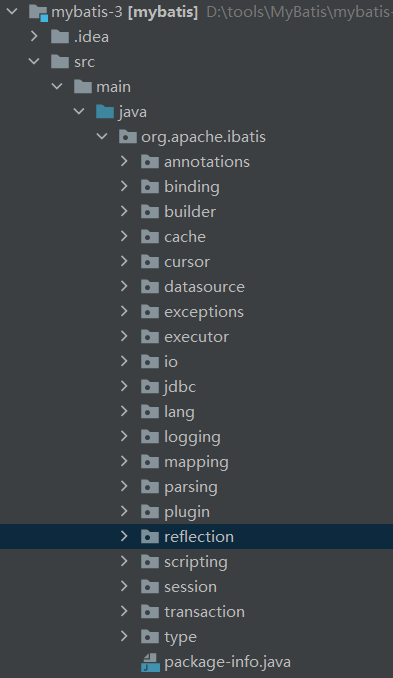 mybatis-3 [mybatis] D:\tools\MyBatis\mybatis-
.idea
src
main
java
org.apache.ibatis
annotations
binding
builder
cache
cursor
datasource
exceptions
executor
io
jdbc
lang
logging
mapping
parsing
plugin
reflection
scripting
session
transaction
type
package-info.java